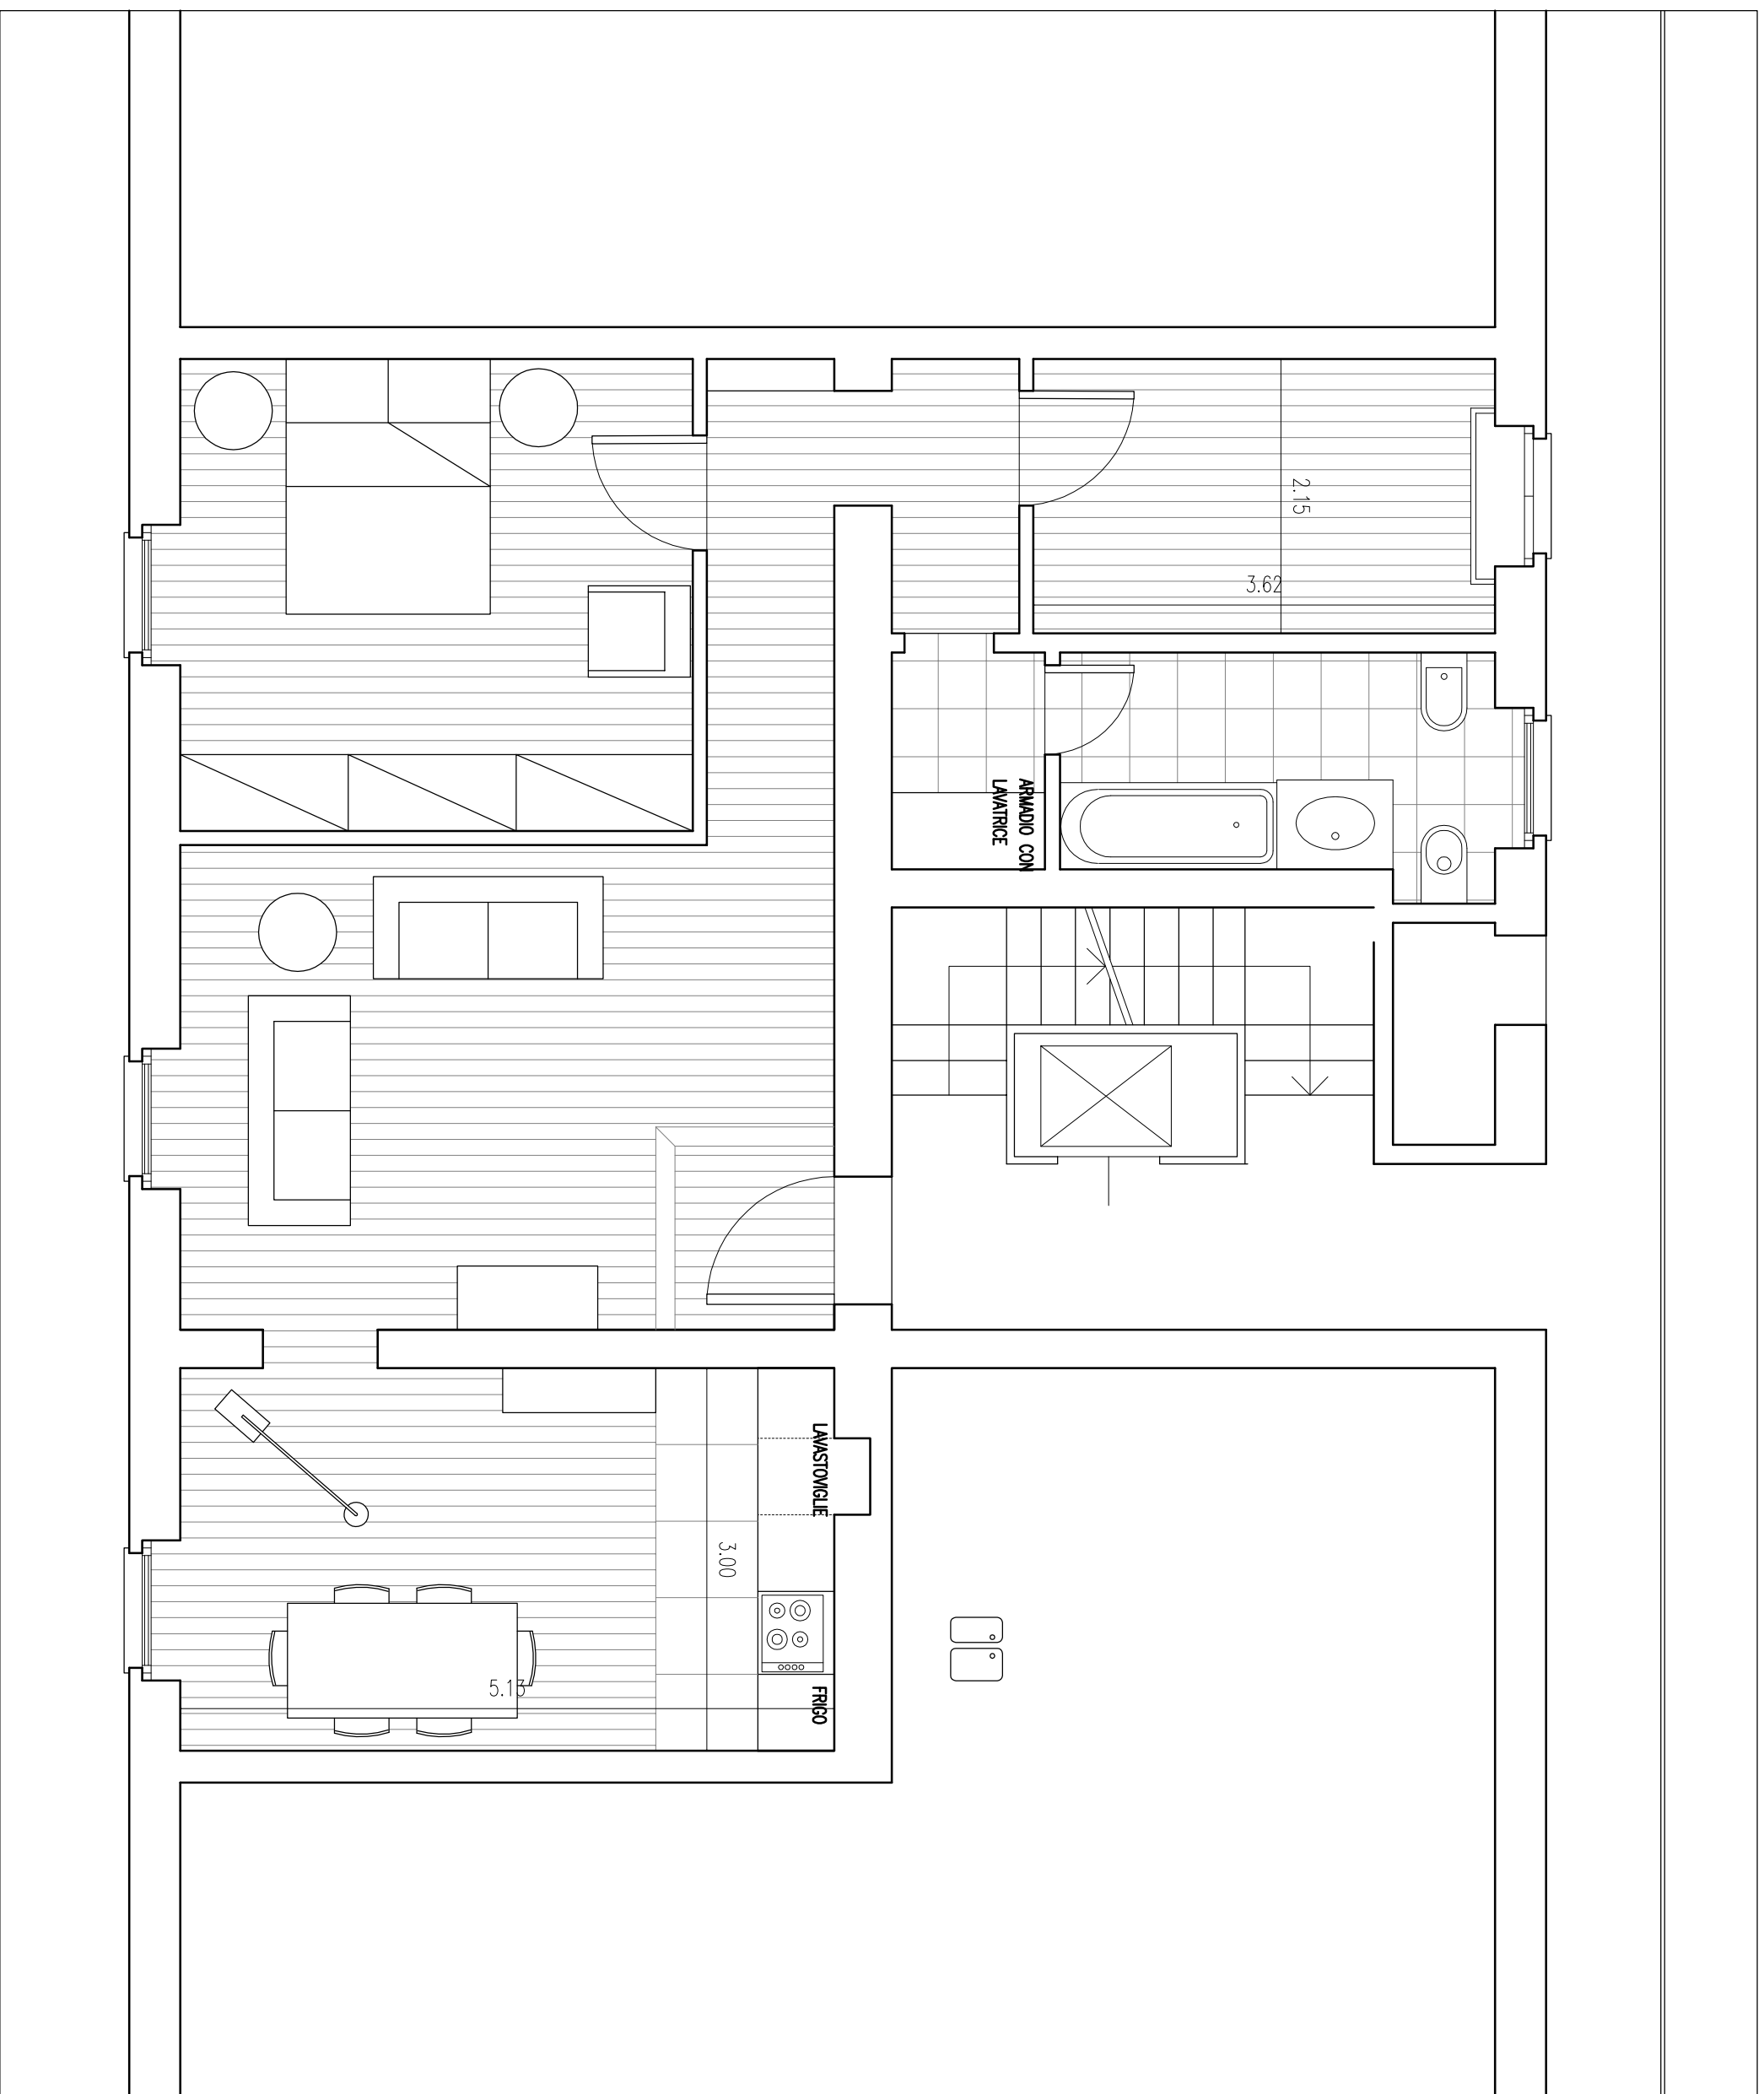 2.15
3.62
ARMADIO CON
LAVATRICE
LAVASTOVIGLIE
3.00
5.13
FRIGO